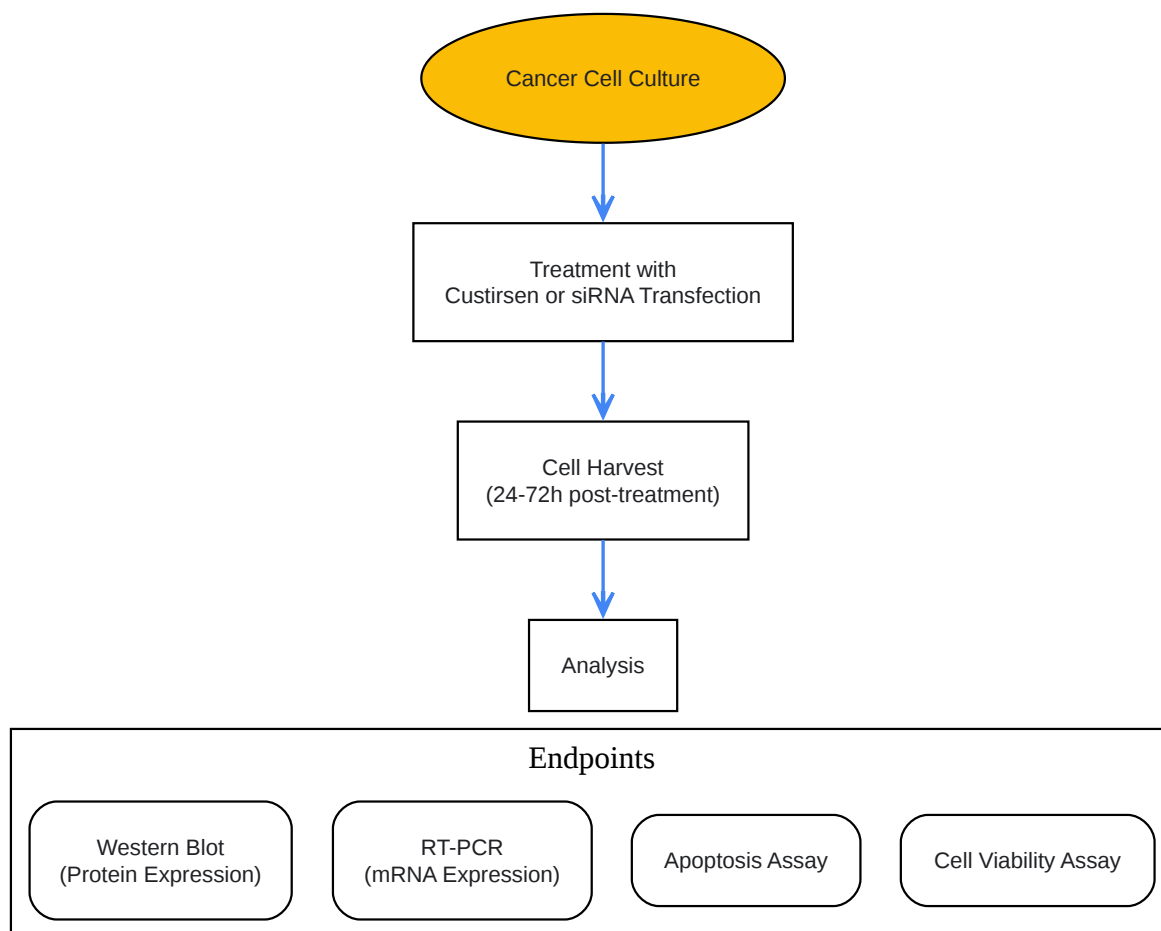 Cancer Cell Culture
Treatment with
Custirsen or siRNA Transfection
Cell Harvest
(24-72h post-treatment)
Analysis
Endpoints
Western Blot
(Protein Expression)
RT-PCR
(mRNA Expression)
Apoptosis Assay
Cell Viability Assay